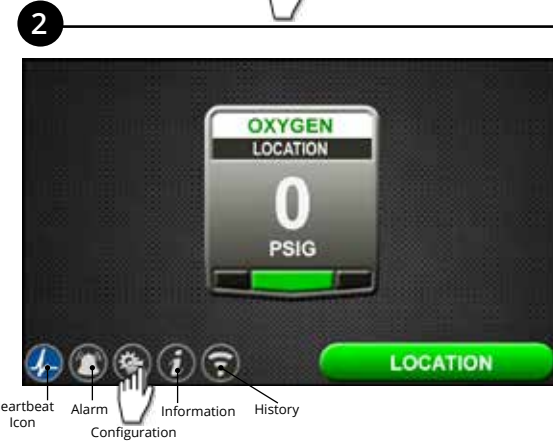 2
OXYGEN
LOCATION
0
PSIG
LOCATION
eartbeat Icon
Alarm
Configuration
Information
History